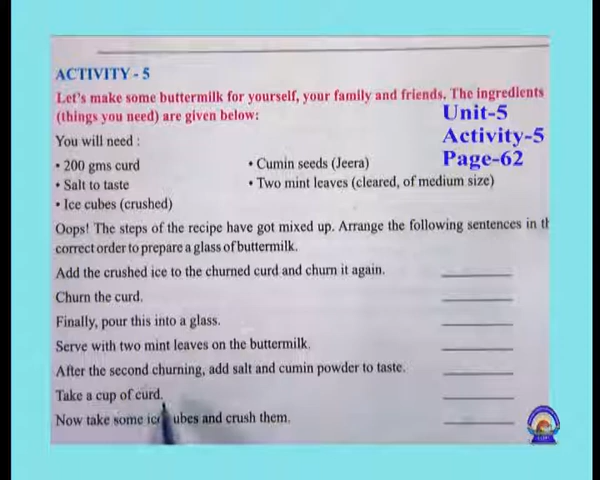 ACTIVITY - 5
Let's make some buttermilk for yourself, your family and friends. The ingredients
(things you need) are given below:
Unit-5
Activity-5
Page-62
You will need :
• 200 gms curd
• Cumin seeds (Jeera)
• Salt to taste
• Two mint leaves (cleared, of medium size)
• Ice cubes (crushed)
Oops! The steps of the recipe have got mixed up. Arrange the following sentences in
correct order to prepare a glass of buttermilk.
Add the crushed ice to the churned curd and churn it again.
Churn the curd.
Finally, pour this into a glass.
Serve with two mint leaves on the buttermilk.
After the second churning, add salt and cumin powder to taste.
Take a cup of curd.
Now take some ubes and crush them.